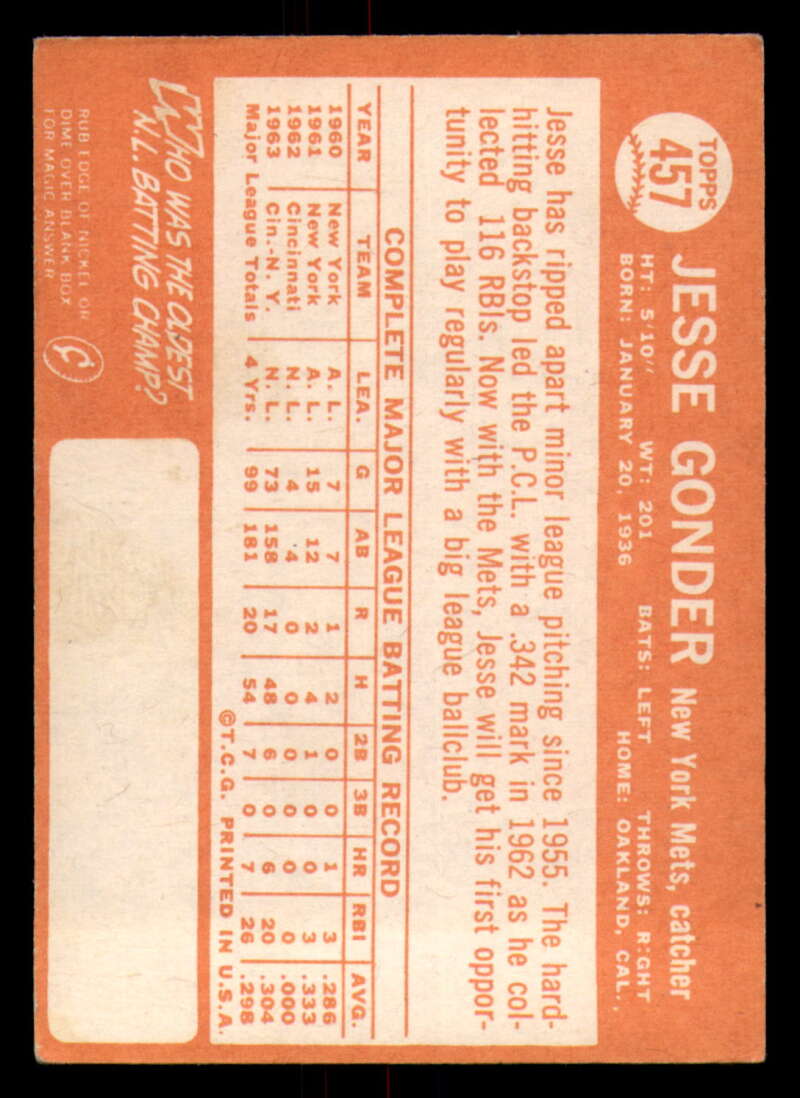 TOPPS
457
JESSE GONDER New York Mets, catcher
HT: 5'10" WT: 201 BATS: LEFT THROWS: RIGHT
BORN: JANUARY 20, 1936 HOME: OAKLAND, CAL.,
Jesse has ripped apart minor league pitching since 1955. The hard-
hitting backstop led the P.C.L. with a .342 mark in 1962 as he col-
lected 116 RBIs. Now with the Mets, Jesse will get his first oppor-
tunity to play regularly with a big league ballclub.
COMPLETE MAJOR LEAGUE BATTING RECORD
YEAR TEAM LEA. G AB R H 2B 3B HR RBI AVG.
1960 New York A. L. 7 7 1 2 0 0 1 3 .286
1961 New York A. L. 15 12 2 4 1 0 0 3 .333
1962 Cincinnati N. L. 4 4 0 0 0 0 0 0 .000
1963 Cin.-N. Y. N. L. 73 158 17 48 6 0 6 20 .304
Major League Totals 4 Yrs. 99 181 20 54 7 0 7 26 .298
©T.C.G. PRINTED IN U.S.A.
WHO WAS THE OLDEST
N.L. BATTING CHAMP?
RUB EDGE OF NICKEL OR
DIME OVER BLANK BOX
FOR MAGIC ANSWER